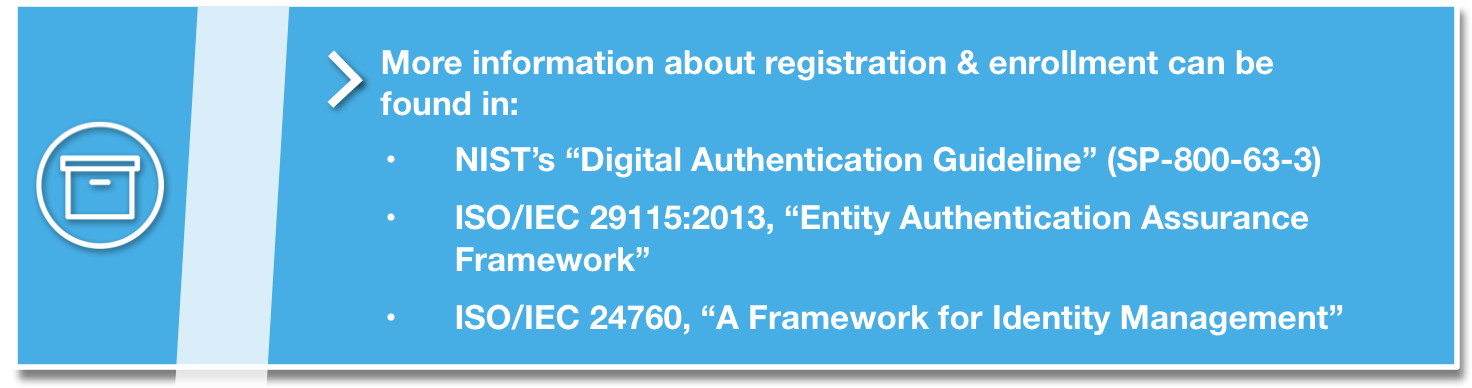 More information about registration & enrollment can be
found in:
• NIST’s “Digital Authentication Guideline” (SP-800-63-3)
• ISO/IEC 29115:2013, “Entity Authentication Assurance
Framework”
• ISO/IEC 24760, “A Framework for Identity Management”